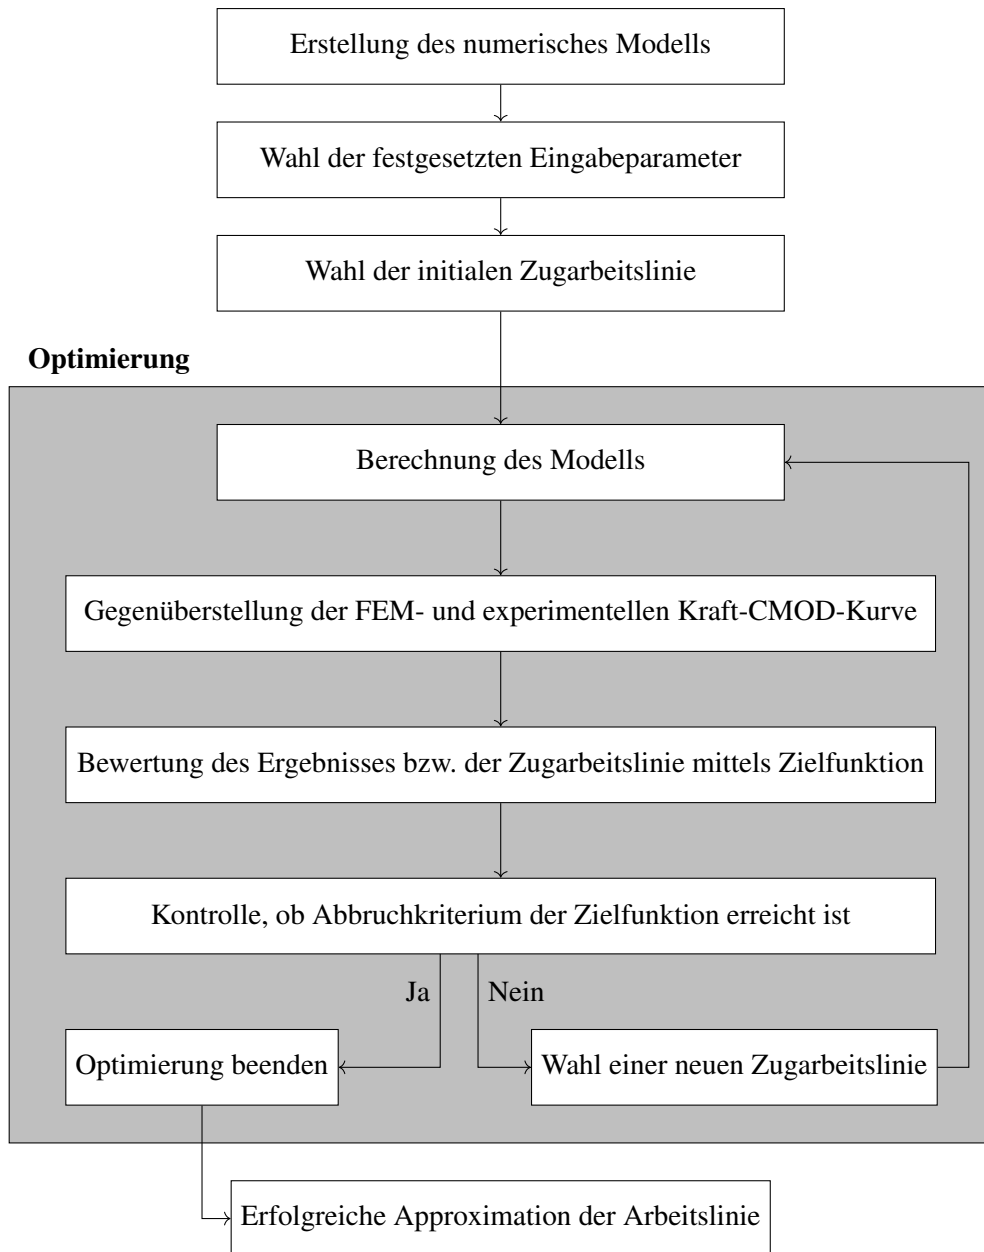 Erstellung des numerisches Modells
Wahl der festgesetzten Eingabeparameter
Wahl der initialen Zugarbeitslinie
Optimierung
Berechnung des Modells
Gegenüberstellung der FEM- und experimentellen Kraft-CMOD-Kurve
Bewertung des Ergebnisses bzw. der Zugarbeitslinie mittels Zielfunktion
Kontrolle, ob Abbruchkriterium der Zielfunktion erreicht ist
Ja
Nein
Optimierung beenden
Wahl einer neuen Zugarbeitslinie
Erfolgreiche Approximation der Arbeitslinie